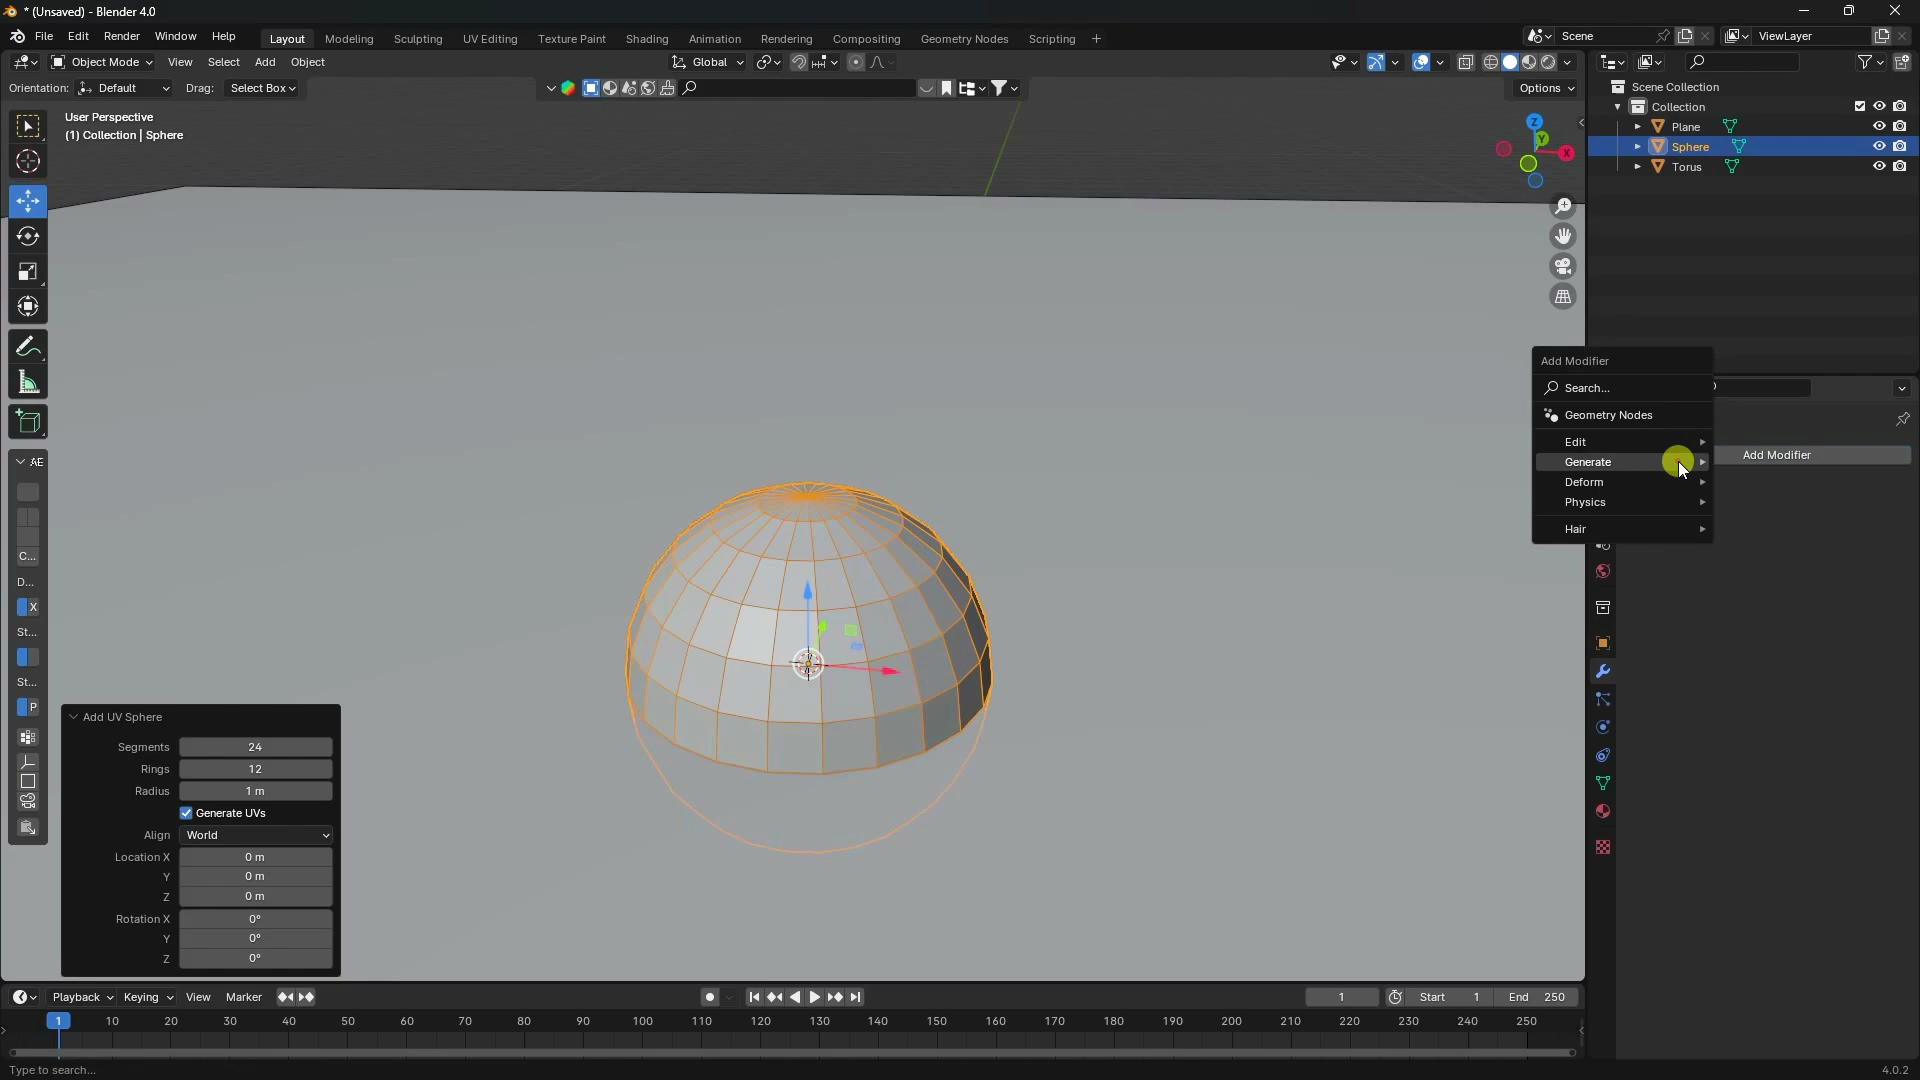 * (Unsaved) - Blender 4.0
File Edit Render Window Help Layout Modeling Sculpting UV Editing Texture Paint Shading Animation Rendering Compositing Geometry Nodes Scripting + Scene ViewLayer
Object Mode View Select Add Object Global
Orientation: Default Drag: Select Box Options
User Perspective
(1) Collection | Sphere
Z
Y
X
Scene Collection
Collection
Plane
Sphere
Torus
Add Modifier
Search...
Geometry Nodes
Edit
Generate
Deform
Physics
Hair
Add Modifier
AE
C...
D...
X
St...
St...
P
Add UV Sphere
Segments 24
Rings 12
Radius 1 m
Generate UVs
Align World
Location X 0 m
Y 0 m
Z 0 m
Rotation X 0°
Y 0°
Z 0°
Playback Keying View Marker 1 Start 1 End 250
1 10 20 30 40 50 60 70 80 90 100 110 120 130 140 150 160 170 180 190 200 210 220 230 240 250
Type to search... 4.0.2